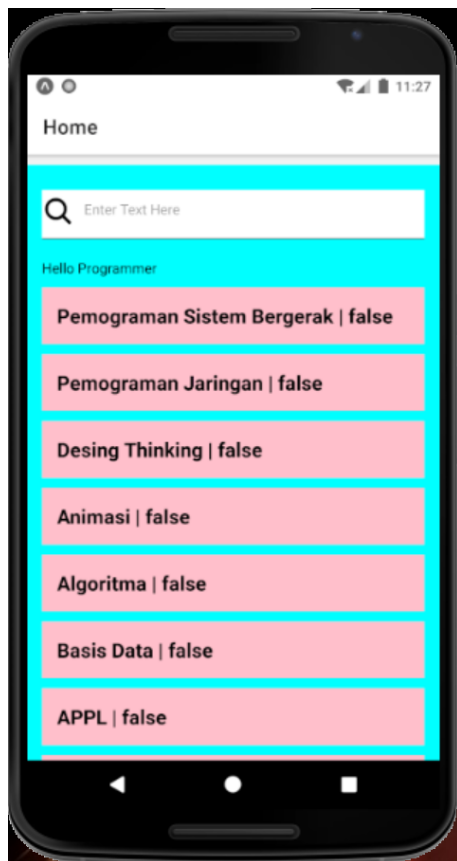 11:27
Home
Enter Text Here
Hello Programmer
Pemograman Sistem Bergerak | false
Pemograman Jaringan | false
Desing Thinking | false
Animasi | false
Algoritma | false
Basis Data | false
APPL | false